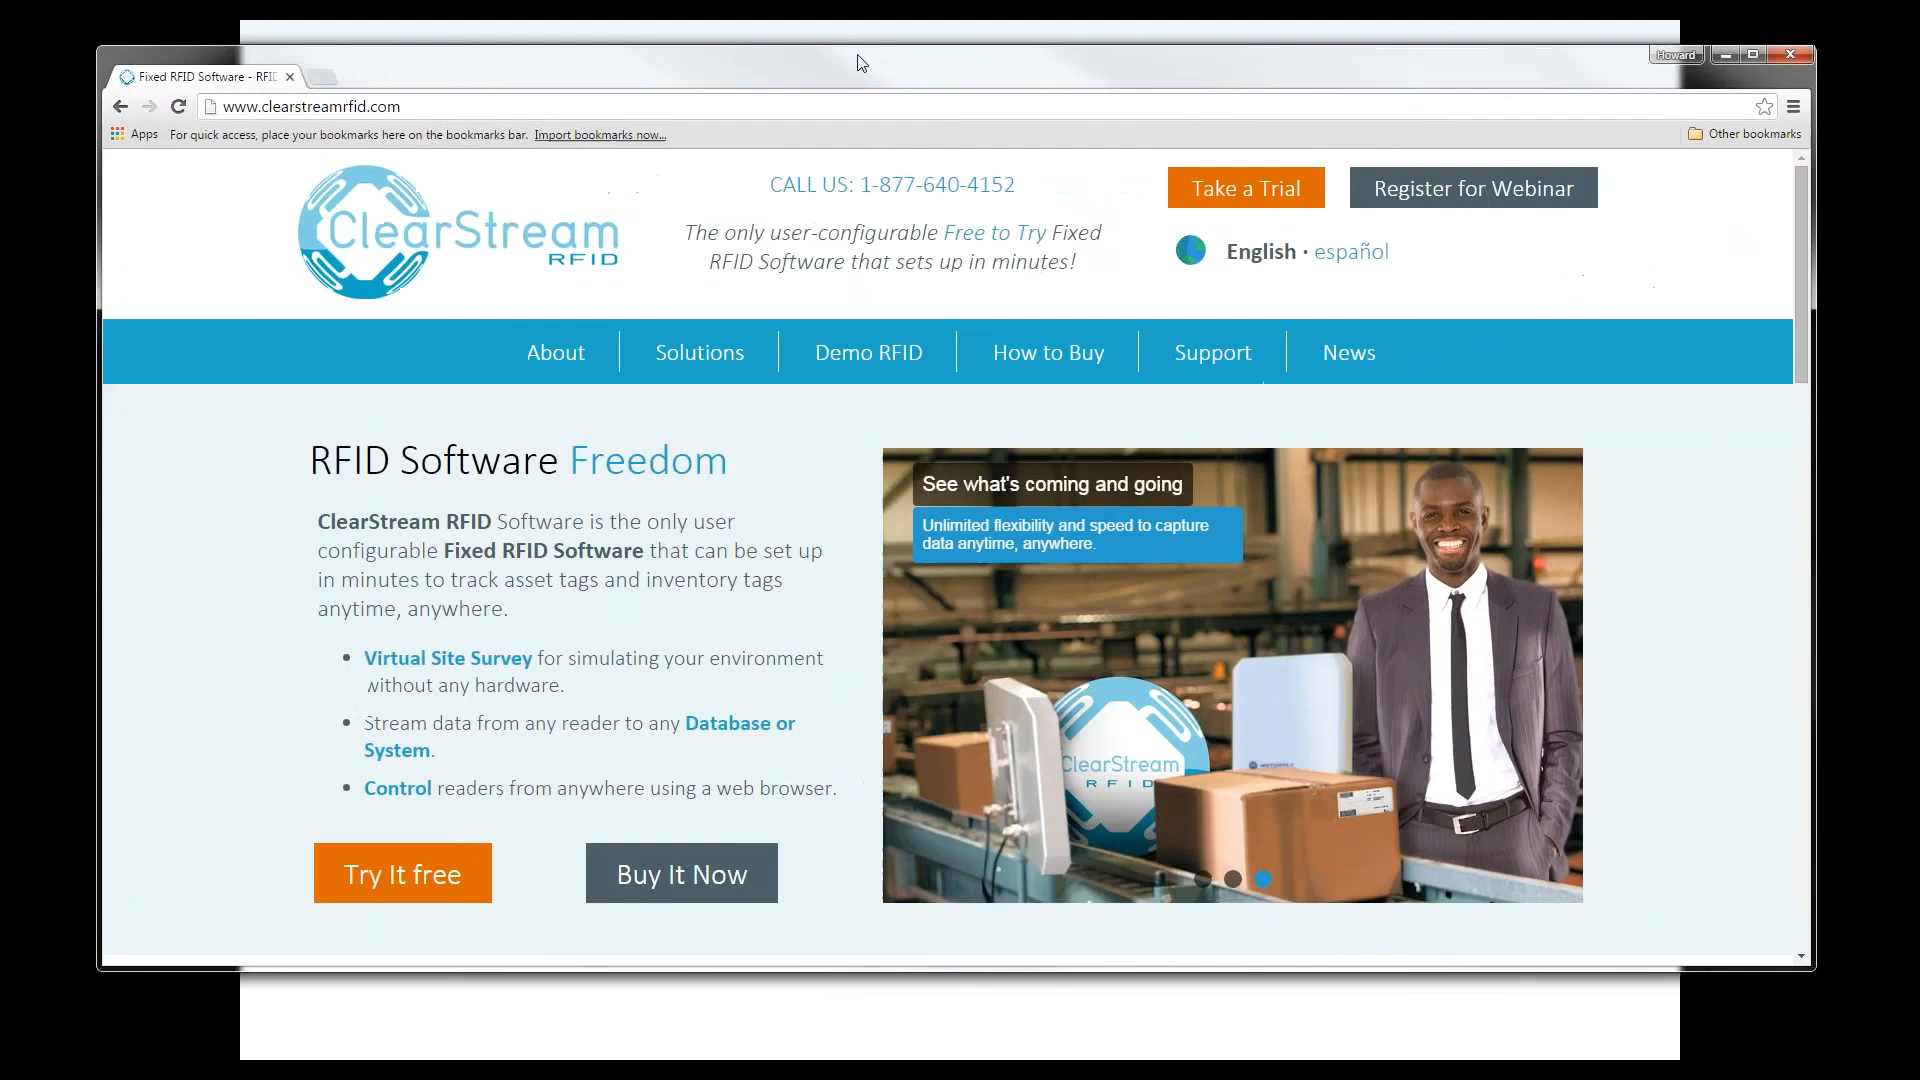 Howard
Fixed RFID Software - RFI
www.clearstreamrfid.com
Apps For quick access, place your bookmarks here on the bookmarks bar. Import bookmarks now...
Other bookmarks
ClearStream
RFID
CALL US: 1-877-640-4152
The only user-configurable Free to Try Fixed
RFID Software that sets up in minutes!
Take a Trial
Register for Webinar
English · español
About
Solutions
Demo RFID
How to Buy
Support
News
RFID Software Freedom
ClearStream RFID Software is the only user
configurable Fixed RFID Software that can be set up
in minutes to track asset tags and inventory tags
anytime, anywhere.
• Virtual Site Survey for simulating your environment
without any hardware.
• Stream data from any reader to any Database or
System.
• Control readers from anywhere using a web browser.
Try It free
Buy It Now
See what's coming and going
Unlimited flexibility and speed to capture
data anytime, anywhere.
ClearStream
RFID
MOTOROLA